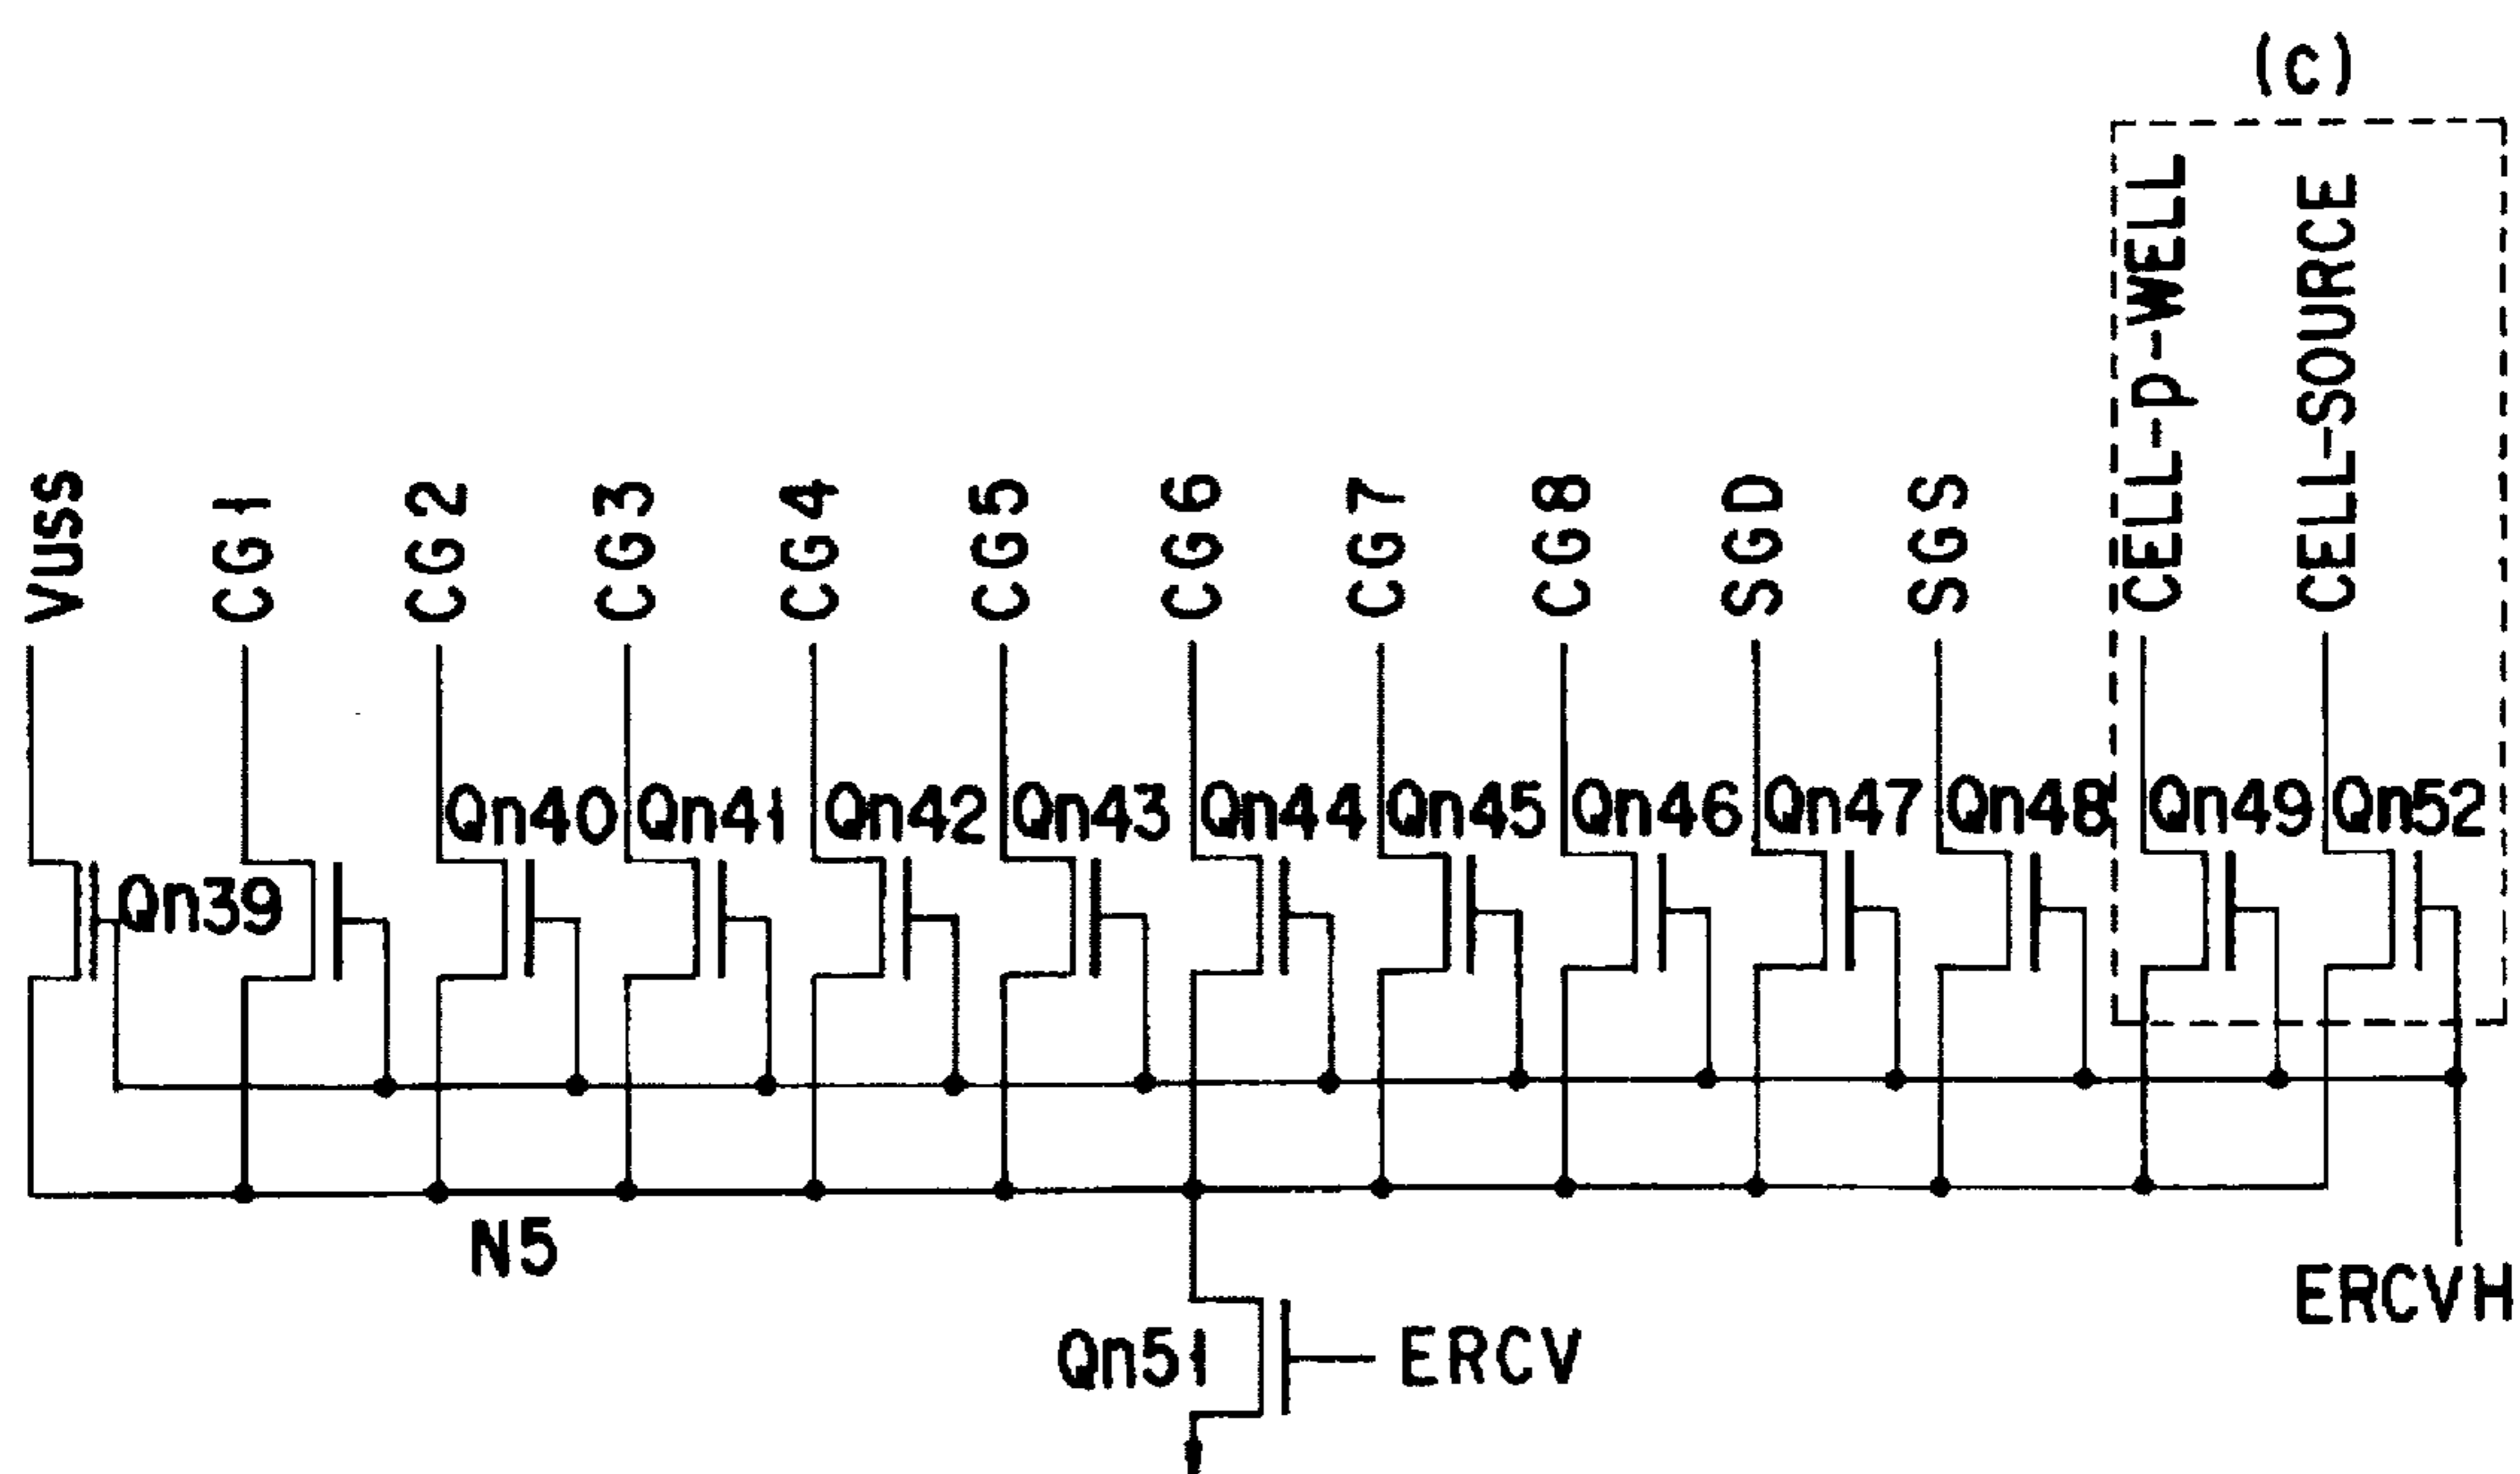 (C)
VUSS
CG1
CG2
CG3
CG4
CG5
CG6
CG7
CG8
SGD
SGS
CELL-p-WELL
CELL-SOURCE
Qn39
Qn40
Qn41
Qn42
Qn43
Qn44
Qn45
Qn46
Qn47
Qn48
Qn49
Qn52
N5
ERCVH
Qn51
ERCV